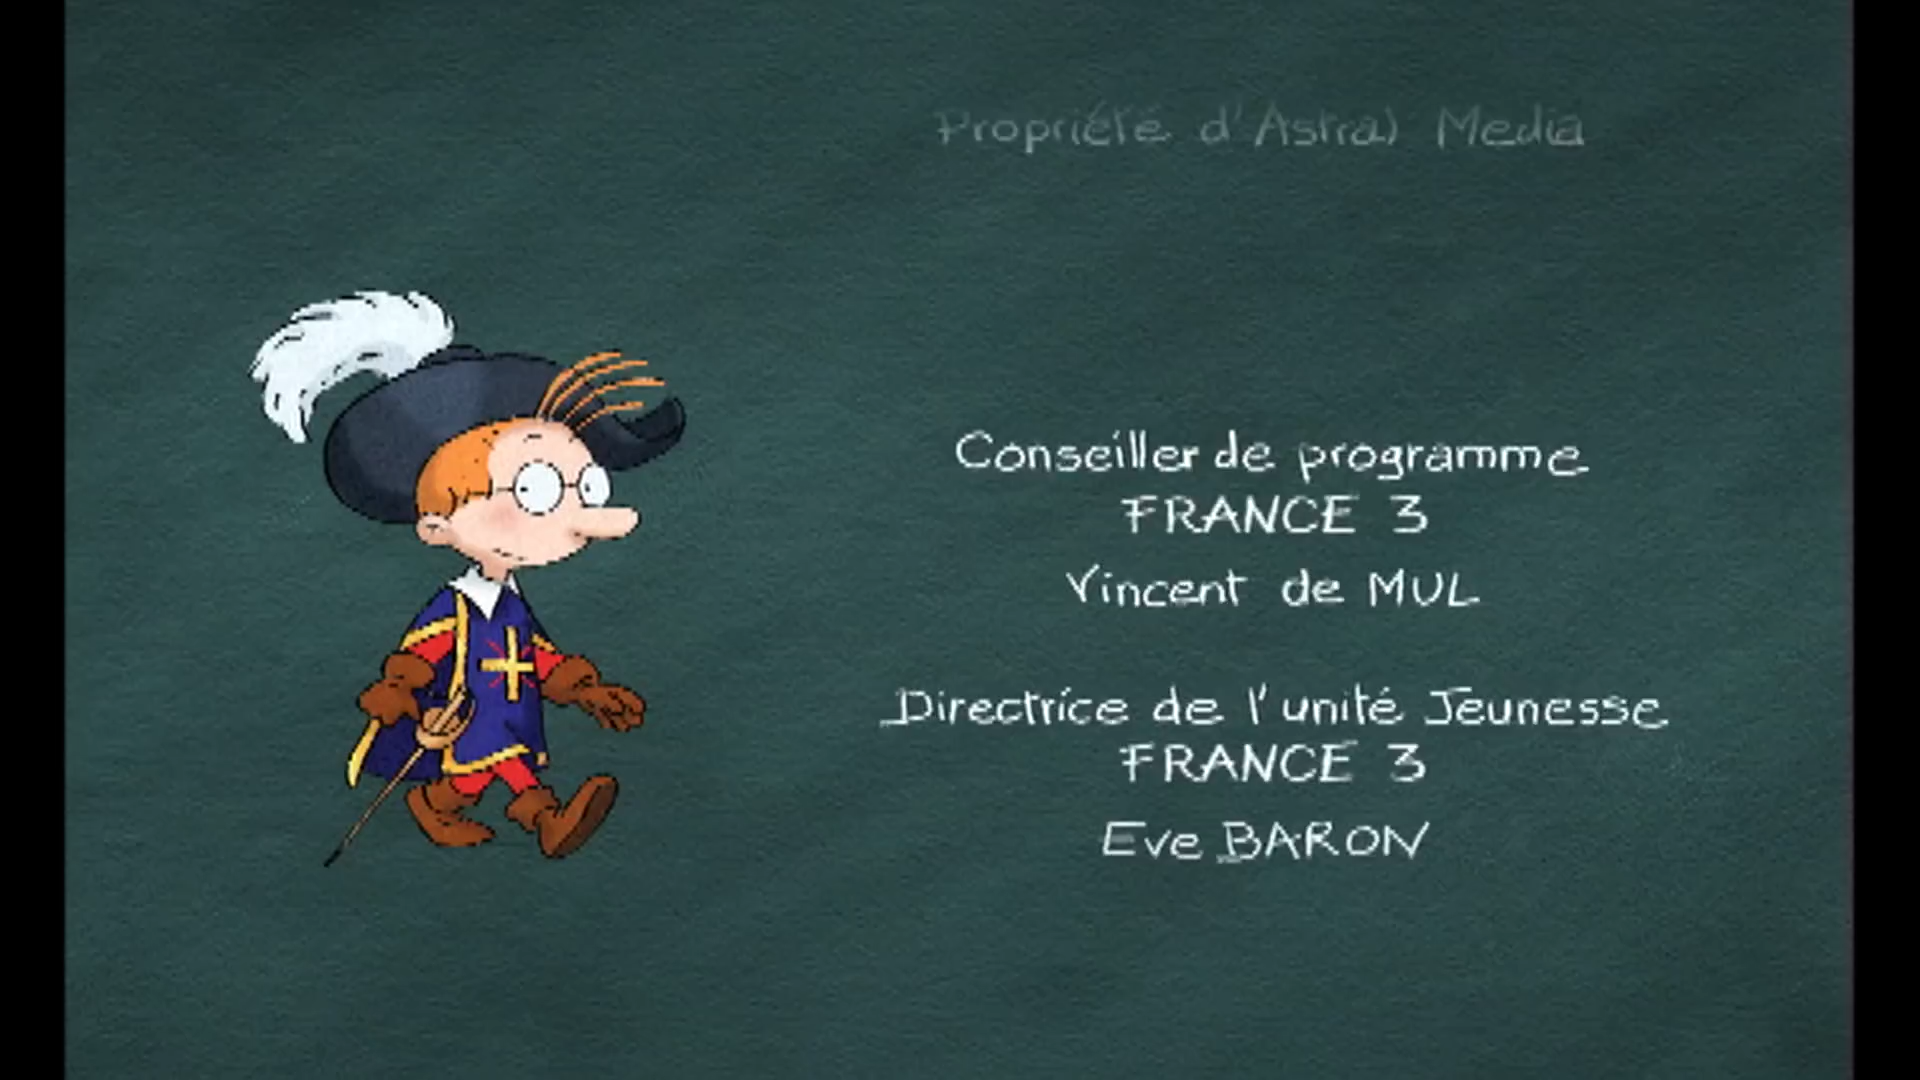 Propriété d'Astral Media
Conseiller de programme
FRANCE 3
Vincent de MUL
Directrice de l'unité Jeunesse
FRANCE 3
Eve BARON